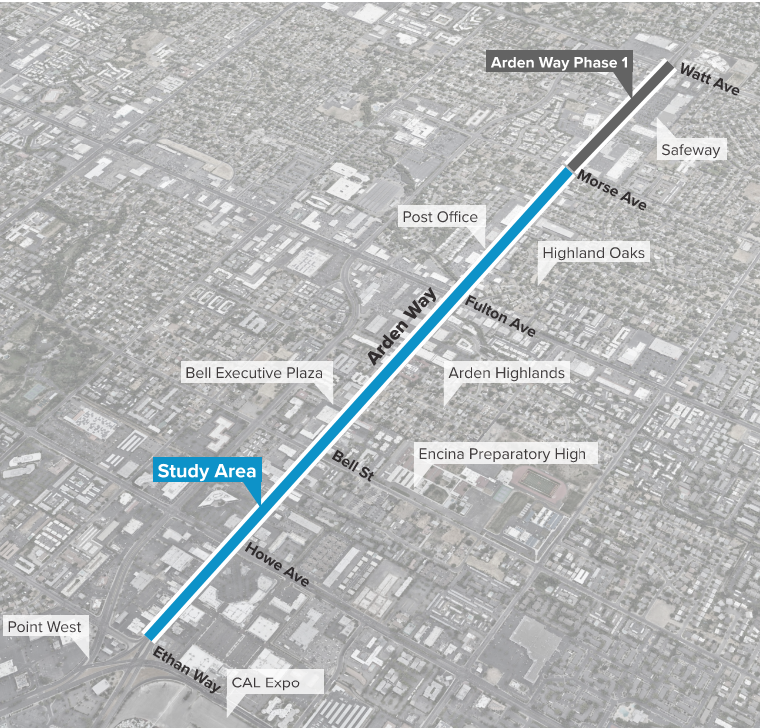 Arden Way Phase 1
Watt Ave
Safeway
Morse Ave
Post Office
Highland Oaks
Arden Way
Fulton Ave
Bell Executive Plaza
Arden Highlands
Encina Preparatory High
Bell St
Study Area
Howe Ave
Point West
Ethan Way
CAL Expo